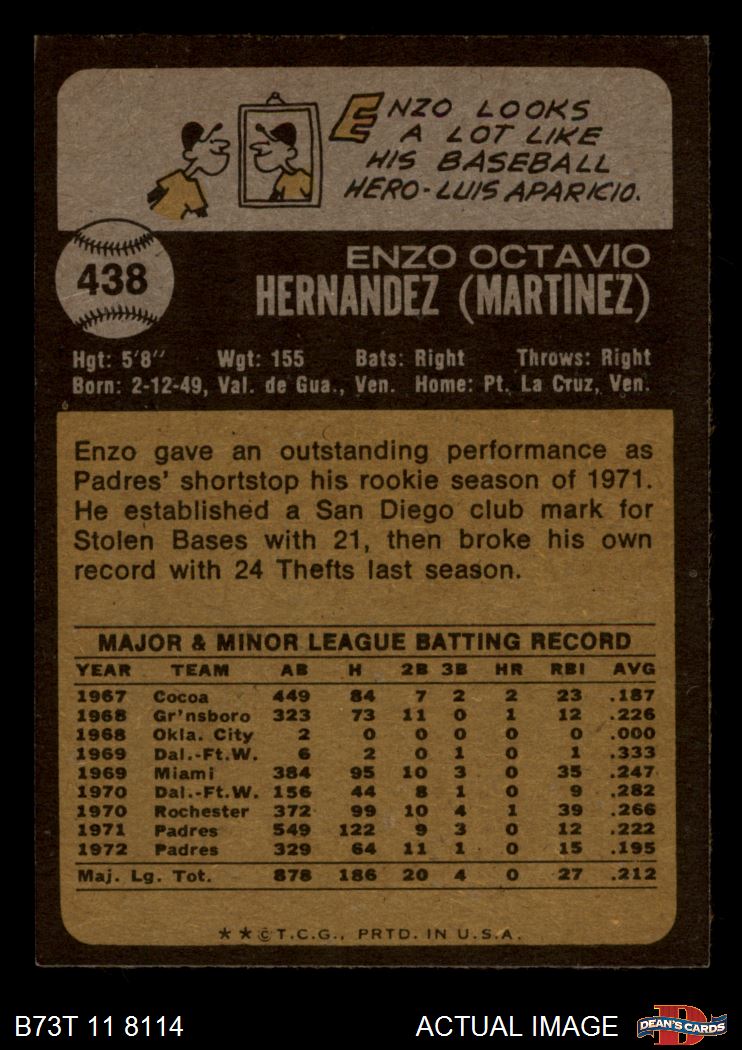 ENZO LOOKS
A LOT LIKE
HIS BASEBALL
HERO-LUIS APARICIO.
438
ENZO OCTAVIO
HERNANDEZ (MARTINEZ)
Hgt: 5'8" Wgt: 155 Bats: Right Throws: Right
Born: 2-12-49, Val. de Gua., Ven. Home: Pt. La Cruz, Ven.
Enzo gave an outstanding performance as
Padres' shortstop his rookie season of 1971.
He established a San Diego club mark for
Stolen Bases with 21, then broke his own
record with 24 Thefts last season.
MAJOR & MINOR LEAGUE BATTING RECORD
YEAR TEAM AB H 2B 3B HR RBI AVG
1967 Cocoa 449 84 7 2 2 23 .187
1968 Gr'nsboro 323 73 11 0 1 12 .226
1968 Okla. City 2 0 0 0 0 0 .000
1969 Dal.-Ft.W. 6 2 0 1 0 1 .333
1969 Miami 384 95 10 3 0 35 .247
1970 Dal.-Ft.W. 156 44 8 1 0 9 .282
1970 Rochester 372 99 10 4 1 39 .266
1971 Padres 549 122 9 3 0 12 .222
1972 Padres 329 64 11 1 0 15 .195
Maj. Lg. Tot. 878 186 20 4 0 27 .212
★★©T.C.G., PRTD. IN U.S.A.
B73T 11 8114 ACTUAL IMAGE DEAN'S CARDS